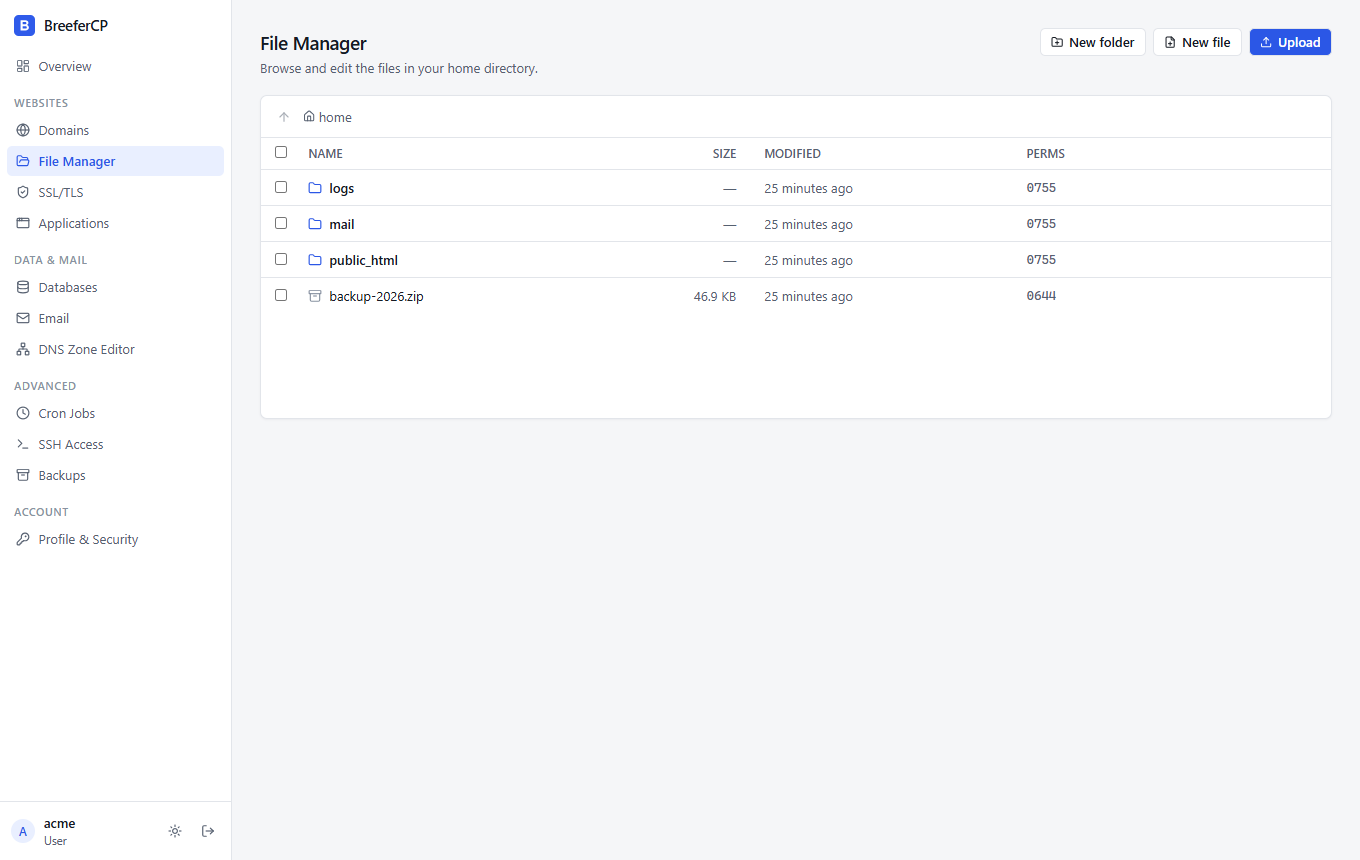 B BreeferCP
Overview
WEBSITES
Domains
File Manager
SSL/TLS
Applications
DATA & MAIL
Databases
Email
DNS Zone Editor
ADVANCED
Cron Jobs
SSH Access
Backups
ACCOUNT
Profile & Security
A acme
User
File Manager
Browse and edit the files in your home directory.
New folder New file Upload
home
NAME SIZE MODIFIED PERMS
logs — 25 minutes ago 0755
mail — 25 minutes ago 0755
public_html — 25 minutes ago 0755
backup-2026.zip 46.9 KB 25 minutes ago 0644